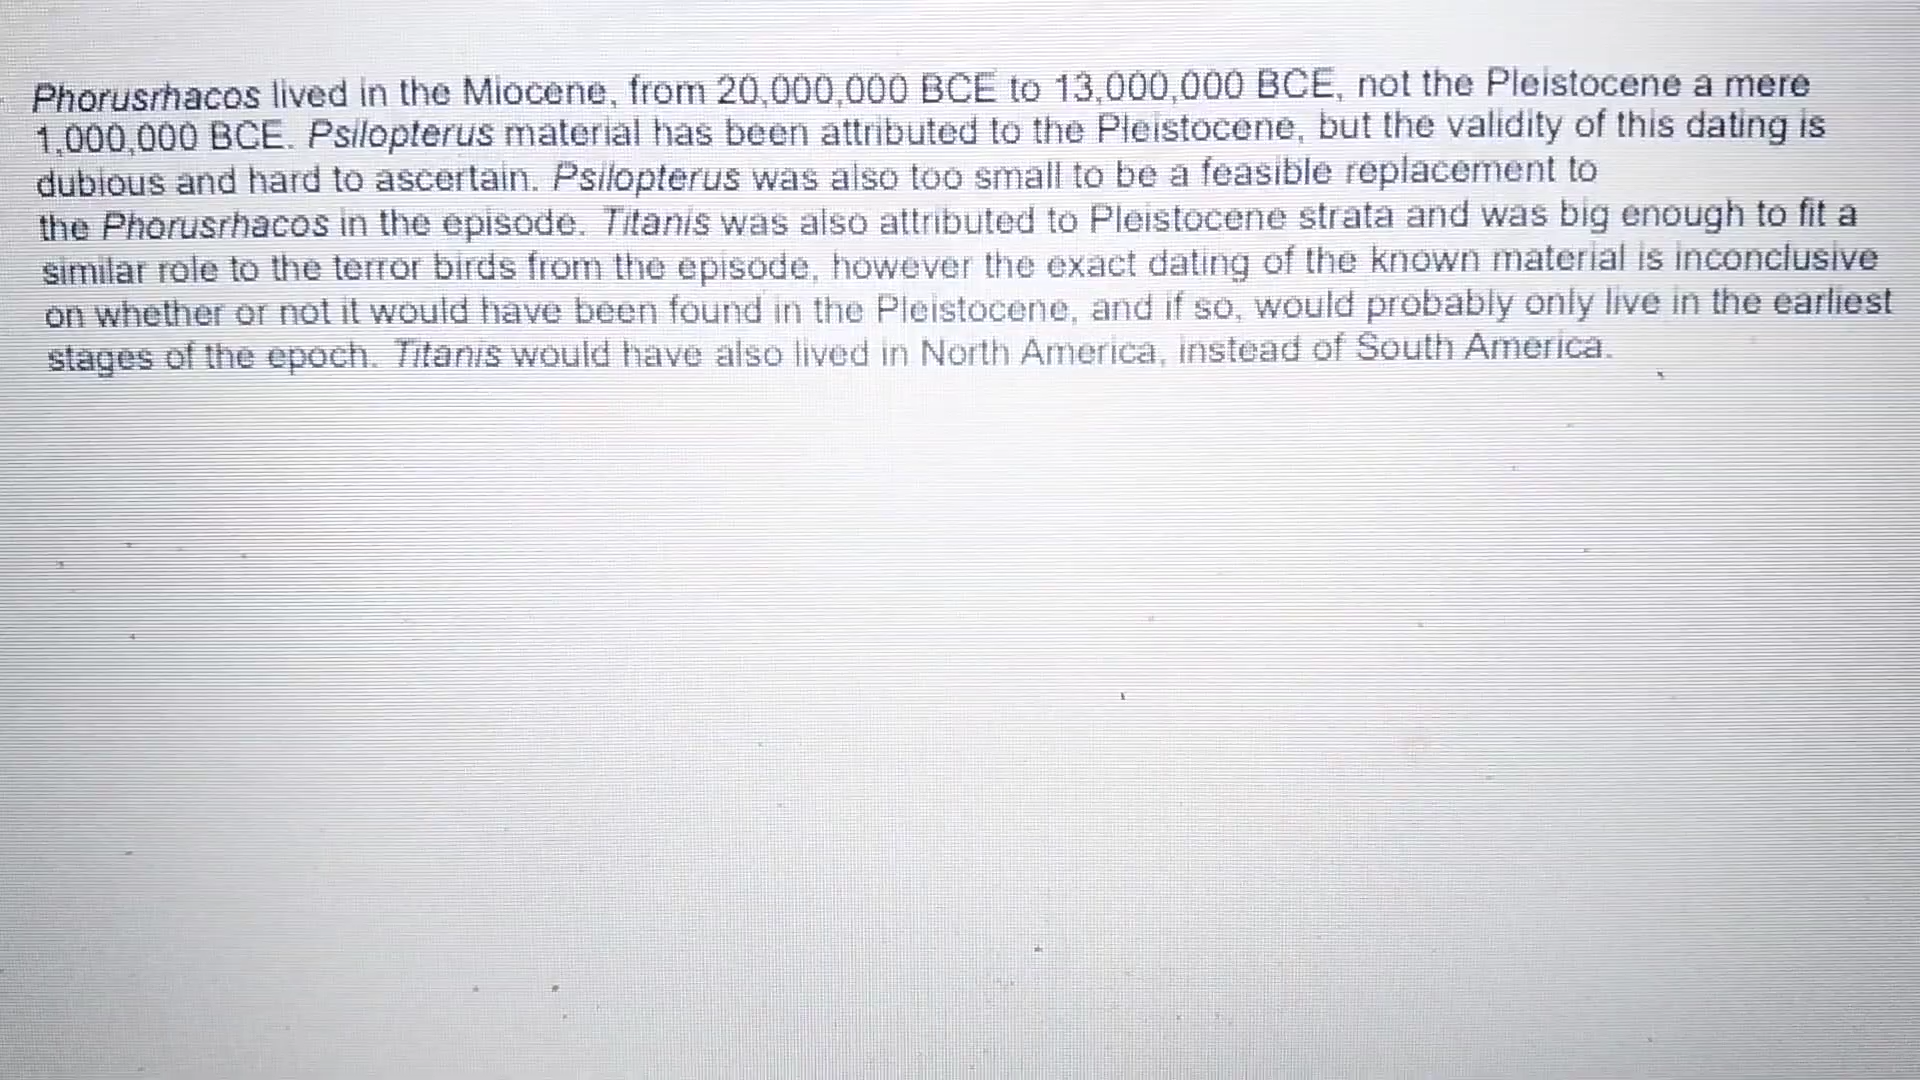 Phorusrhacos lived in the Miocene, from 20,000,000 BCE to 13,000,000 BCE, not the Pleistocene a mere
1,000,000 BCE. Psilopterus material has been attributed to the Pleistocene, but the validity of this dating is
dubious and hard to ascertain. Psilopterus was also too small to be a feasible replacement to
the Phorusrhacos in the episode. Titanis was also attributed to Pleistocene strata and was big enough to fit a
similar role to the terror birds from the episode, however the exact dating of the known material is inconclusive
on whether or not it would have been found in the Pleistocene, and if so, would probably only live in the earliest
stages of the epoch. Titanis would have also lived in North America, instead of South America.